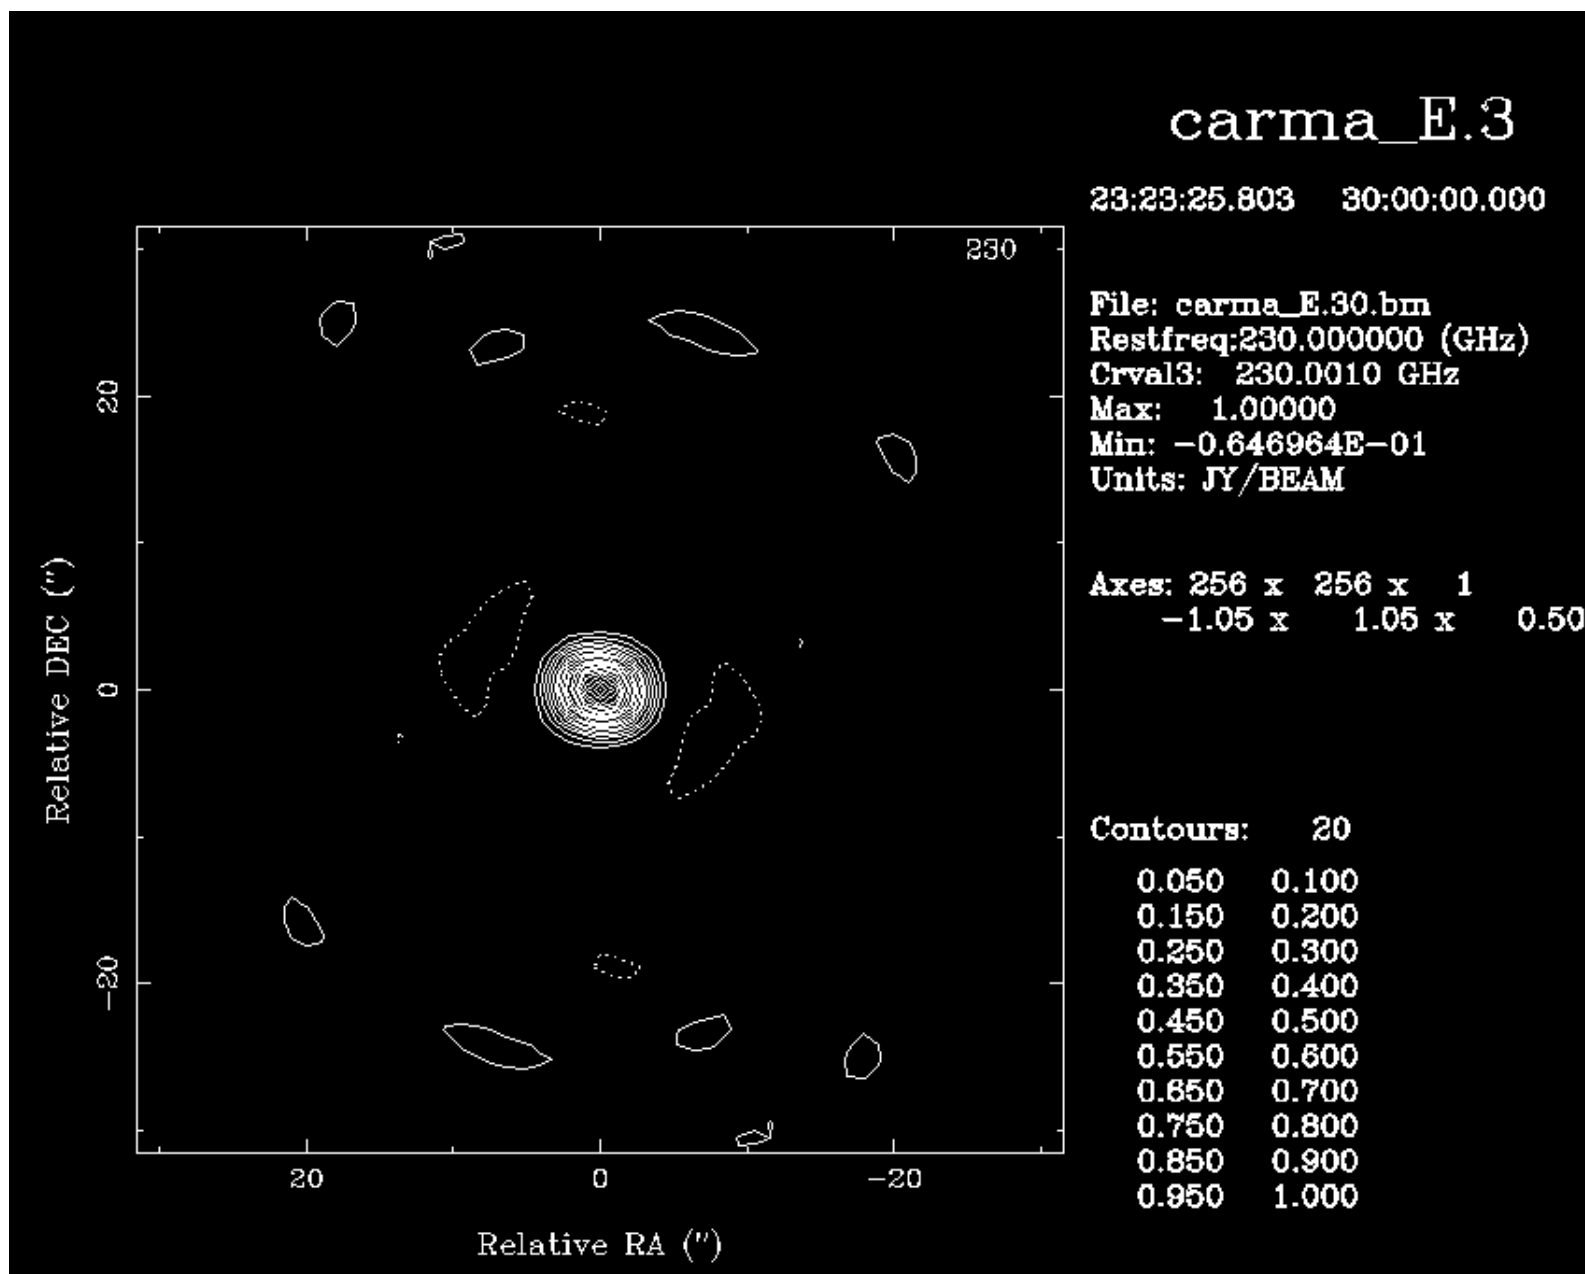 carma_E.3
23:23:25.803 30:00:00.000
230
File: carma_E.30.bm
Restfreq:230.000000 (GHz)
Crval3: 230.0010 GHz
Max: 1.00000
Min: -0.646964E-01
Units: JY/BEAM
Axes: 256 x 256 x 1
-1.05 x 1.05 x 0.50
Contours: 20
0.050 0.100
0.150 0.200
0.250 0.300
0.350 0.400
0.450 0.500
0.550 0.600
0.650 0.700
0.750 0.800
0.850 0.900
0.950 1.000
20
0
-20
Relative DEC (")
20 0 -20
Relative RA (")